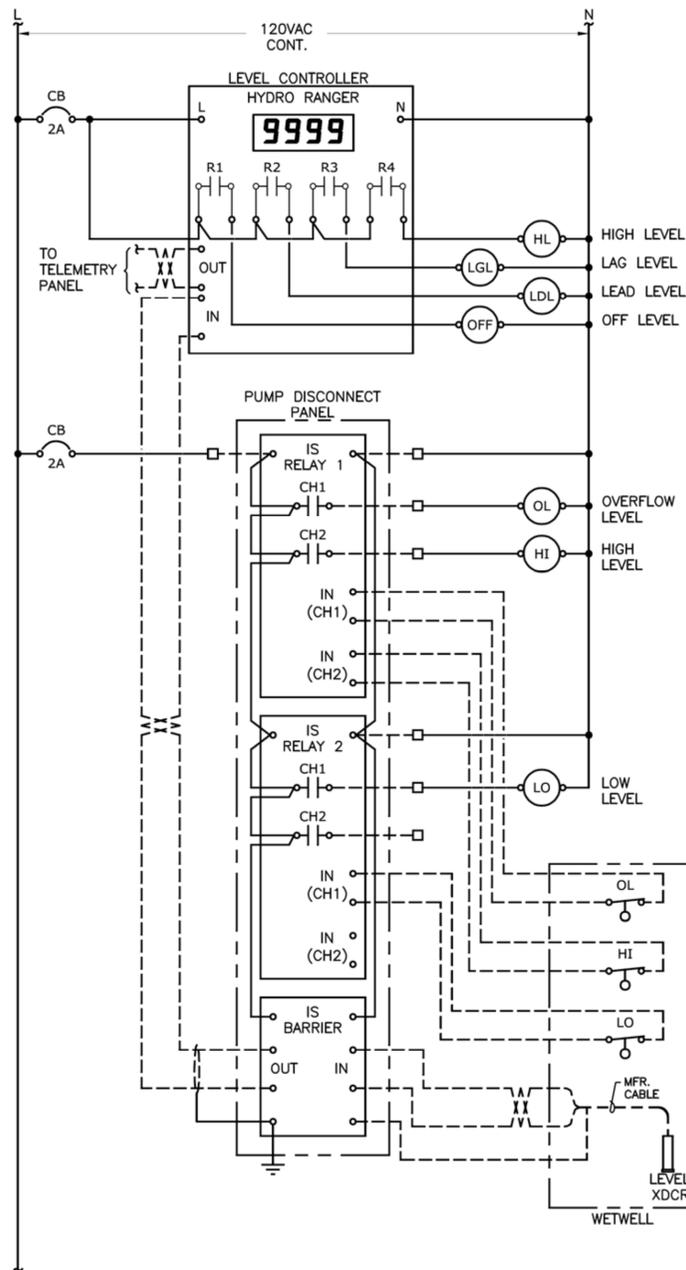 L
N
120VAC
CONT.
LEVEL CONTROLLER
HYDRO RANGER
CB
2A
L
N
9999
R1
R2
R3
R4
HL
HIGH LEVEL
TO
TELEMETRY
PANEL
OUT
LGL
LAG LEVEL
LDL
LEAD LEVEL
IN
OFF
OFF LEVEL
PUMP DISCONNECT
PANEL
CB
2A
IS
RELAY 1
CH1
OL
OVERFLOW
LEVEL
CH2
HI
HIGH
LEVEL
IN
(CH1)
IN
(CH2)
IS
RELAY 2
CH1
LO
LOW
LEVEL
CH2
IN
(CH1)
OL
IN
(CH2)
HI
IS
BARRIER
LO
OUT
IN
MFR.
CABLE
LEVEL
XDCR
WETWELL